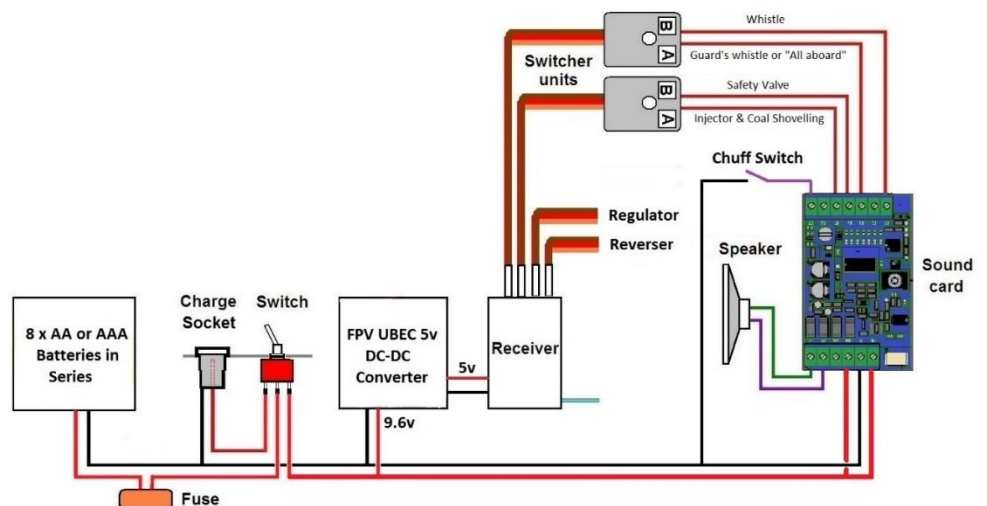 Whistle
B
A
Guard's whistle or "All aboard"
Switcher
units
Safety Valve
B
A
Injector & Coal Shovelling
Chuff Switch
Regulator
Reverser
Speaker
Sound
card
Charge
Socket
Switch
8 x AA or AAA
Batteries in
Series
FPV UBEC 5v
DC-DC
Converter
5v
Receiver
9.6v
Fuse